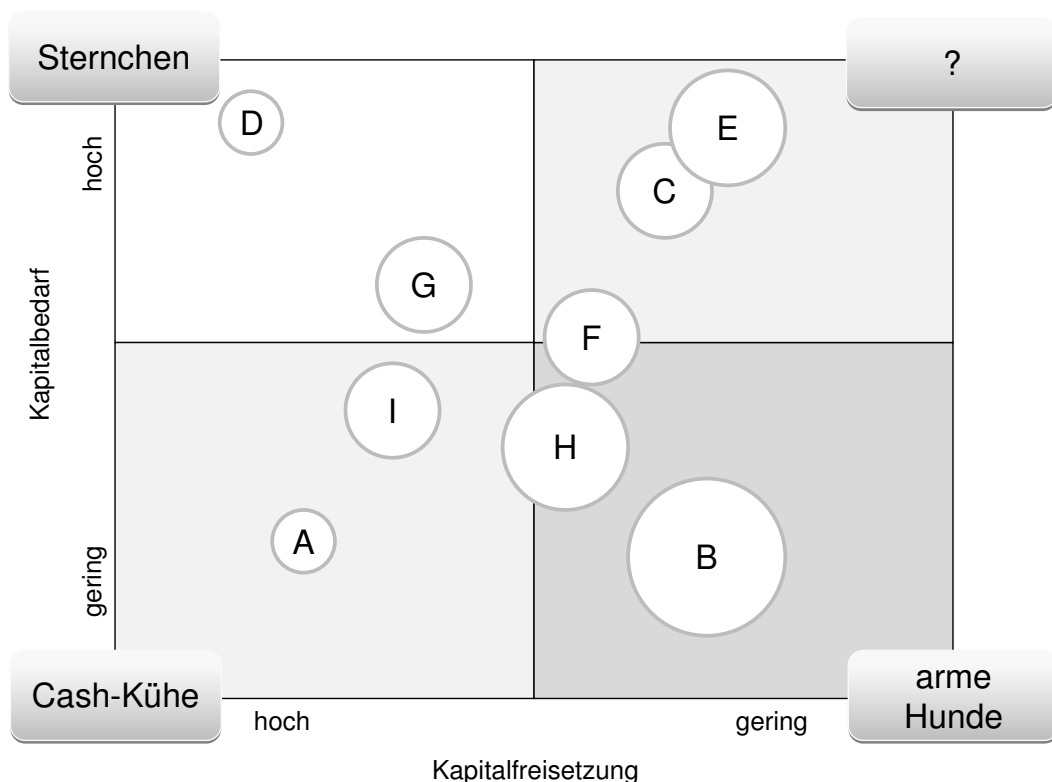 Sternchen
?
D
E
hoch
C
G
Kapitalbedarf
F
I
H
A
B
gering
Cash-Kühe
arme
Hunde
hoch
gering
Kapitalfreisetzung